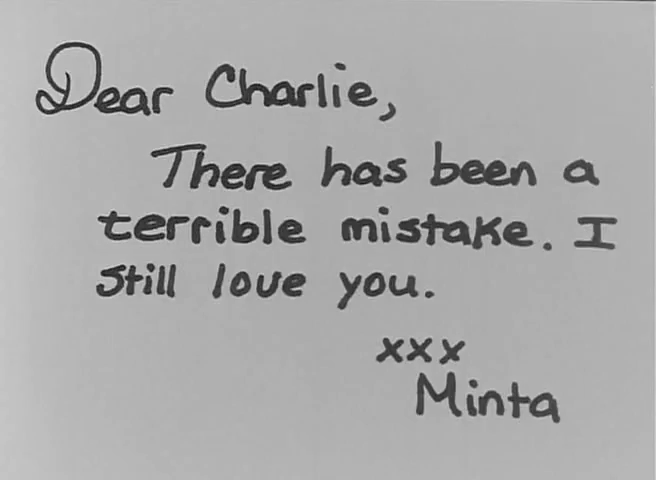 Dear Charlie,
There has been a
terrible mistake. I
still love you.
xxx
Minta